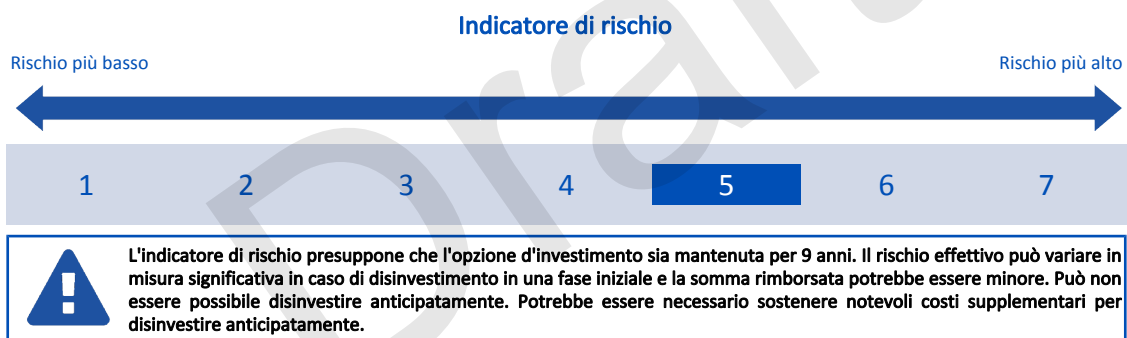 Indicatore di rischio
Rischio più basso
Rischio più alto
1 2 3 4 5 6 7
L'indicatore di rischio presuppone che l'opzione d'investimento sia mantenuta per 9 anni. Il rischio effettivo può variare in
misura significativa in caso di disinvestimento in una fase iniziale e la somma rimborsata potrebbe essere minore. Può non
essere possibile disinvestire anticipatamente. Potrebbe essere necessario sostenere notevoli costi supplementari per
disinvestire anticipatamente.